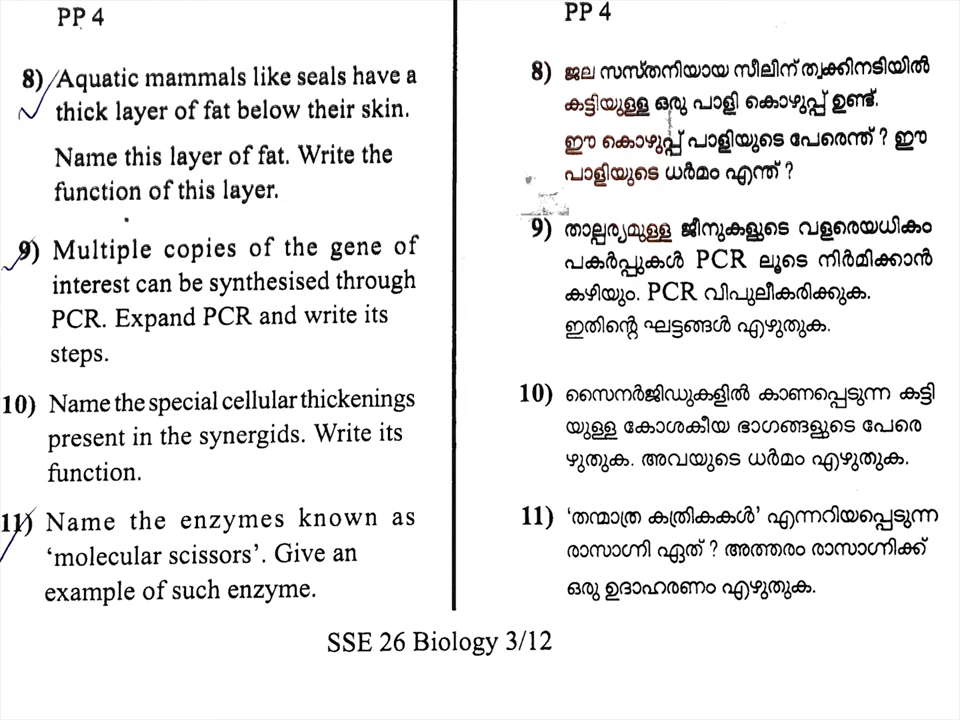 PP 4
8) Aquatic mammals like seals have a
thick layer of fat below their skin.
Name this layer of fat. Write the
function of this layer.
9) Multiple copies of the gene of
interest can be synthesised through
PCR. Expand PCR and write its
steps.
10) Name the special cellular thickenings
present in the synergids. Write its
function.
11) Name the enzymes known as
‘molecular scissors’. Give an
example of such enzyme.
PP 4
8) ജല സസ്തനിയായ സീലിന് ത്വക്കിനടിയിൽ
കട്ടിയുള്ള ഒരു പാളി കൊഴുപ്പ് ഉണ്ട്.
ഈ കൊഴുപ്പ് പാളിയുടെ പേരെന്ത് ? ഈ
പാളിയുടെ ധർമം എന്ത് ?
9) താല്പര്യമുള്ള ജീനുകളുടെ വളരെയധികം
പകർപ്പുകൾ PCR ലൂടെ നിർമിക്കാൻ
കഴിയും. PCR വിപുലീകരിക്കുക.
ഇതിന്റെ ഘട്ടങ്ങൾ എഴുതുക.
10) സൈനർജിഡുകളിൽ കാണപ്പെടുന്ന കട്ടി
യുള്ള കോശകീയ ഭാഗങ്ങളുടെ പേരെ
ഴുതുക. അവയുടെ ധർമം എഴുതുക.
11) ‘തന്മാത്ര കത്രികകൾ’ എന്നറിയപ്പെടുന്ന
രാസാഗ്നി ഏത് ? അത്തരം രാസാഗ്നിക്ക്
ഒരു ഉദാഹരണം എഴുതുക.
SSE 26 Biology 3/12